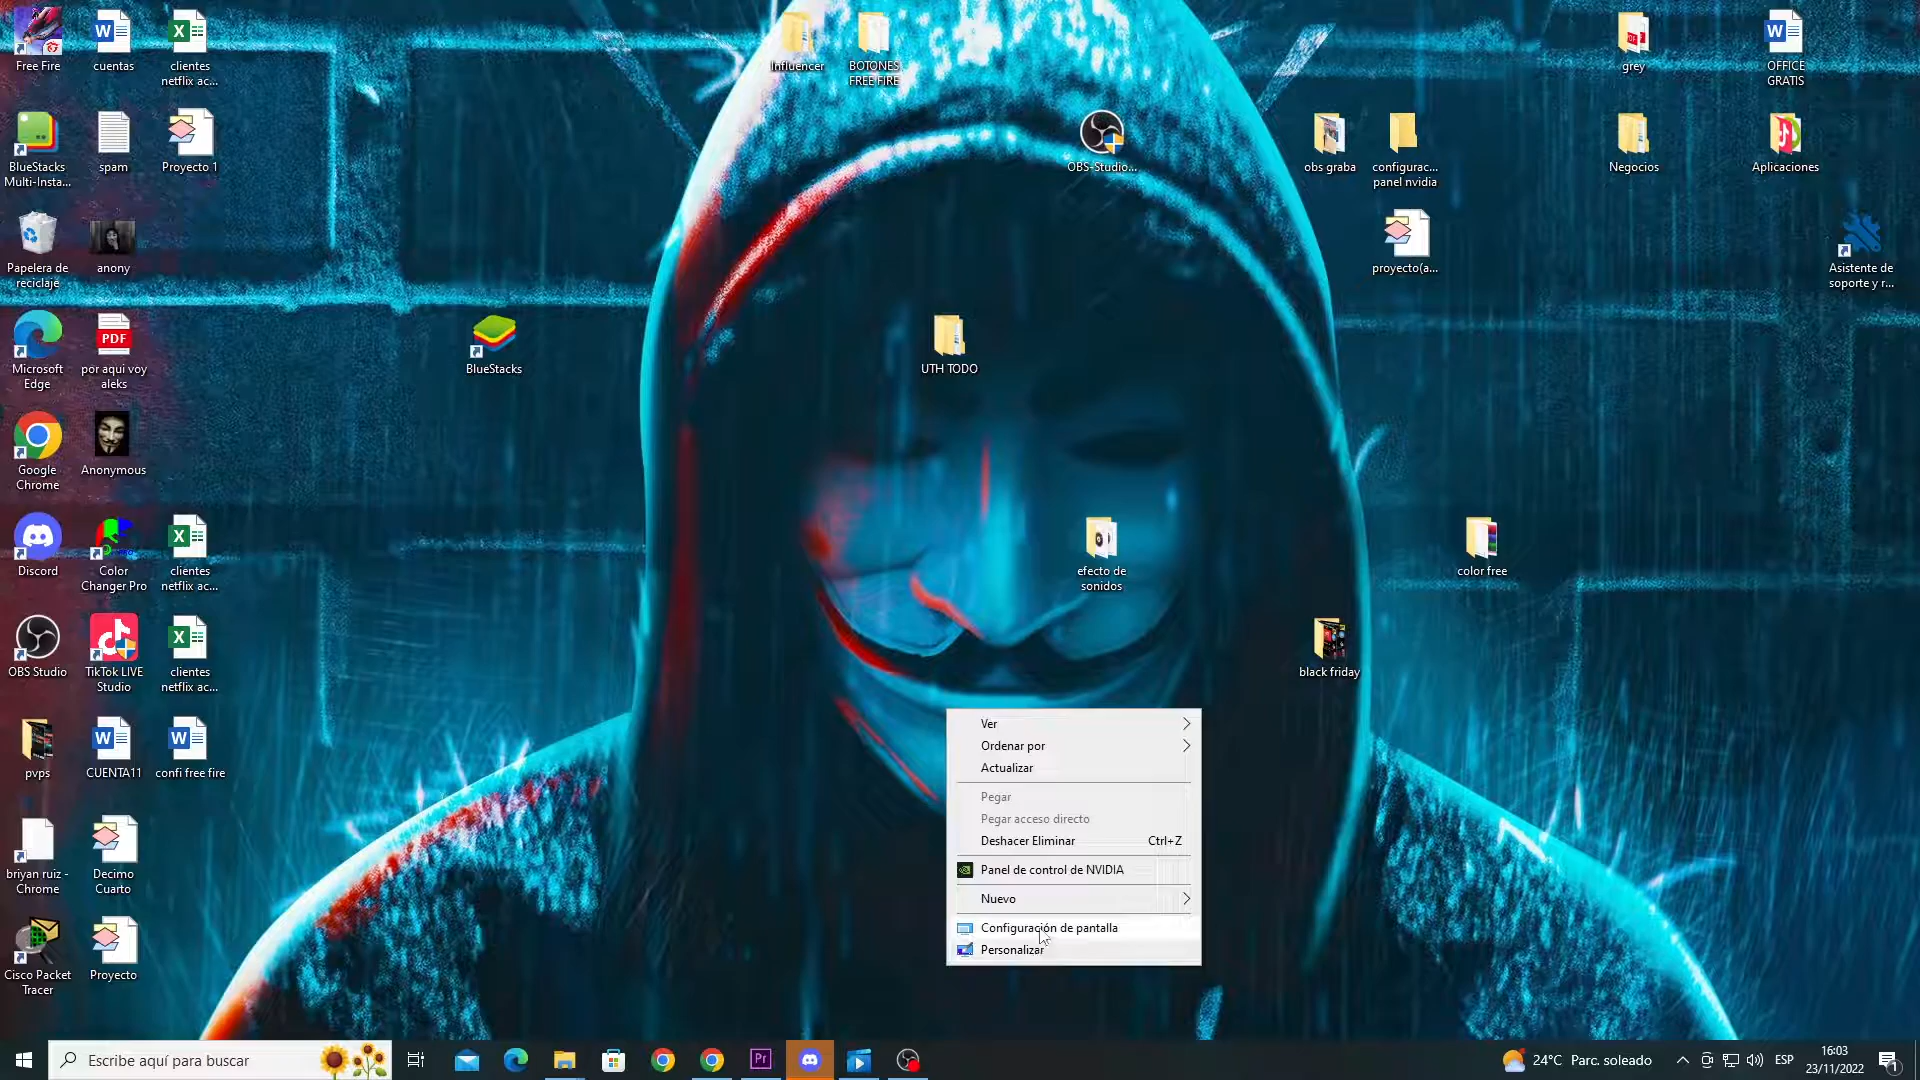 Free Fire
cuentas
clientes
netflix ac...
Influencer
BOTONES
FREE FIRE
grey
OFFICE
GRATIS
BlueStacks
Multi-Insta...
spam
Proyecto 1
OBS-Studio...
obs graba
configurac...
panel nvidia
Negocios
Aplicaciones
Papelera de
reciclaje
anony
proyecto(a...
Asistente de
soporte y r...
Microsoft
Edge
PDF
por aqui voy
aleks
BlueStacks
UTH TODO
Google
Chrome
Anonymous
Discord
Color
Changer Pro
clientes
netflix ac...
efecto de
sonidos
color free
OBS Studio
TikTok LIVE
Studio
clientes
netflix ac...
black friday
pvps
CUENTA11
confi free fire
briyan ruiz -
Chrome
Decimo
Cuarto
Cisco Packet
Tracer
Proyecto
Ver
Ordenar por
Actualizar
Pegar
Pegar acceso directo
Deshacer Eliminar Ctrl+Z
Panel de control de NVIDIA
Nuevo
Configuración de pantalla
Personalizar
Escribe aquí para buscar
Pr
24°C Parc. soleado
ESP
16:03
23/11/2022
1